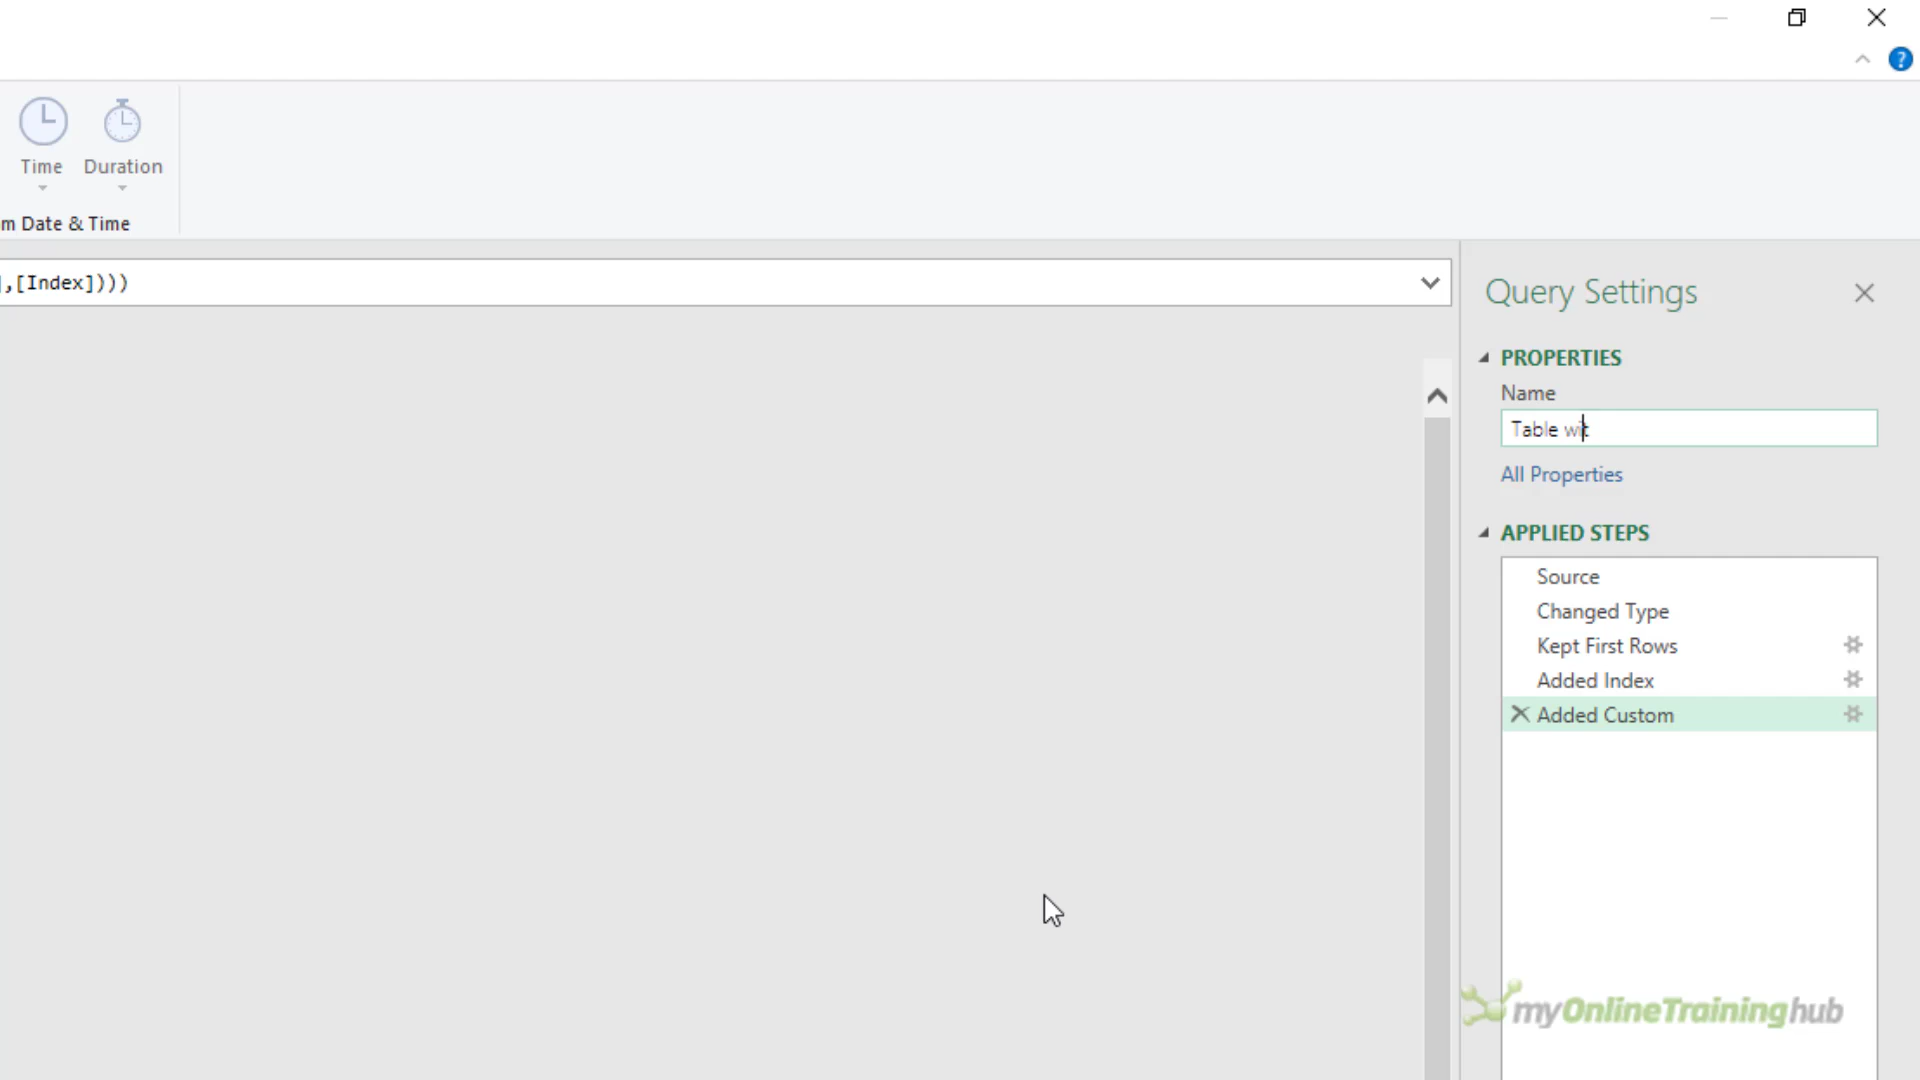 ?
Time Duration
m Date & Time
,[Index])))
Query Settings
PROPERTIES
Name
Table wit
All Properties
APPLIED STEPS
Source
Changed Type
Kept First Rows
Added Index
Added Custom
myOnlineTraininghub